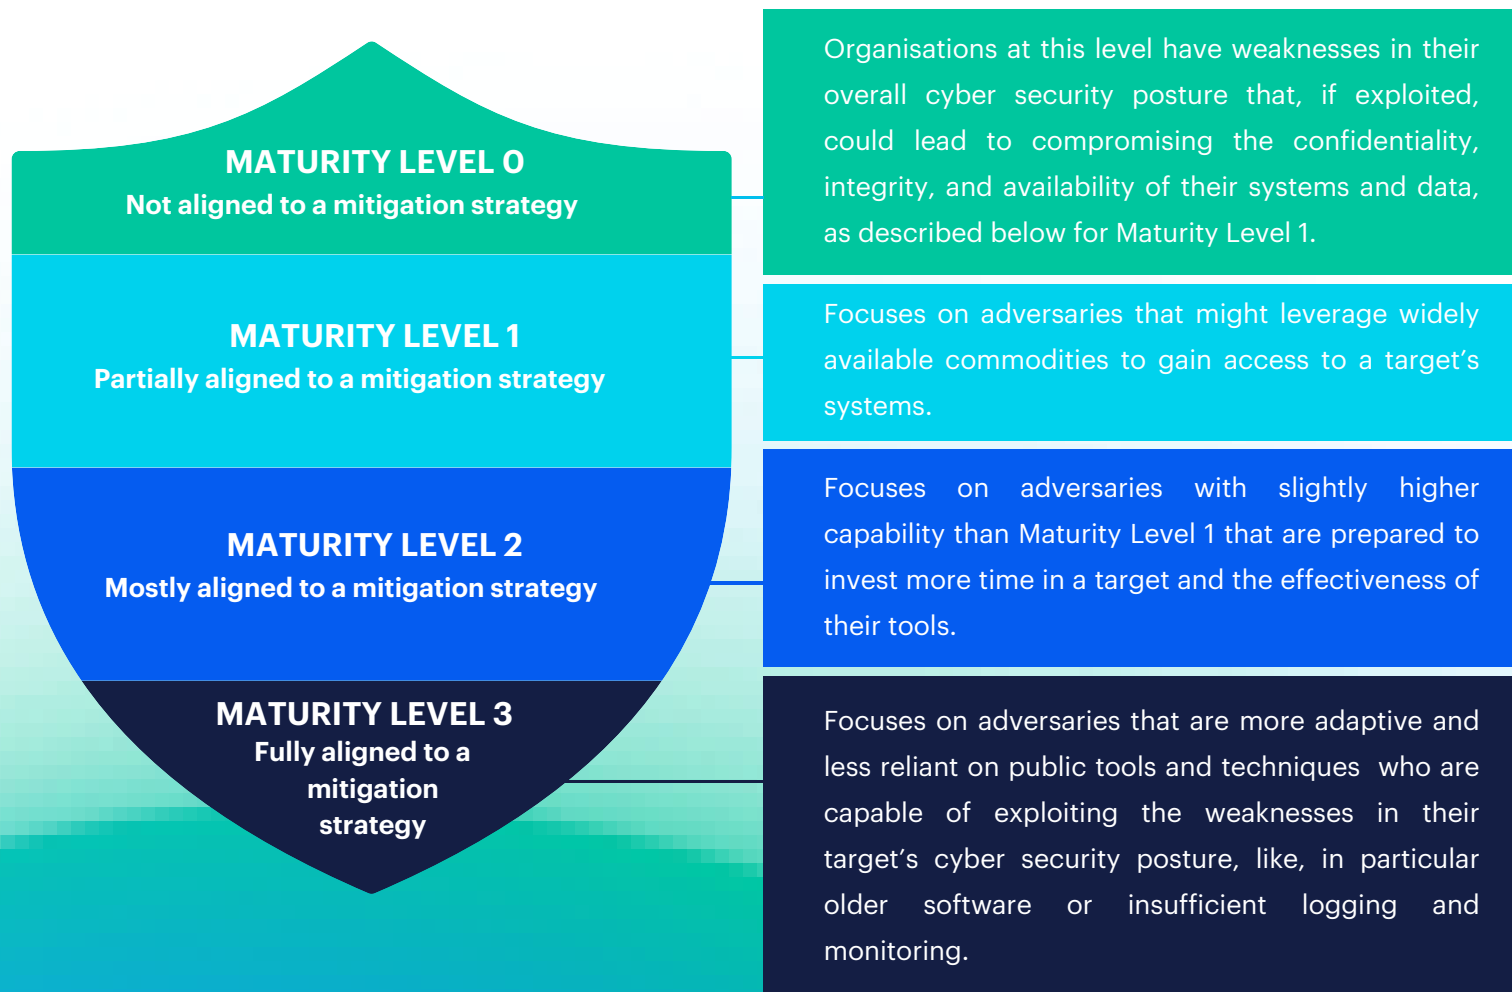 MATURITY LEVEL 0
Not aligned to a mitigation strategy
Organisations at this level have weaknesses in their
overall cyber security posture that, if exploited,
could lead to compromising the confidentiality,
integrity, and availability of their systems and data,
as described below for Maturity Level 1.
MATURITY LEVEL 1
Partially aligned to a mitigation strategy
Focuses on adversaries that might leverage widely
available commodities to gain access to a target’s
systems.
MATURITY LEVEL 2
Mostly aligned to a mitigation strategy
Focuses on adversaries with slightly higher
capability than Maturity Level 1 that are prepared to
invest more time in a target and the effectiveness of
their tools.
MATURITY LEVEL 3
Fully aligned to a
mitigation
strategy
Focuses on adversaries that are more adaptive and
less reliant on public tools and techniques who are
capable of exploiting the weaknesses in their
target’s cyber security posture, like, in particular
older software or insufficient logging and
monitoring.